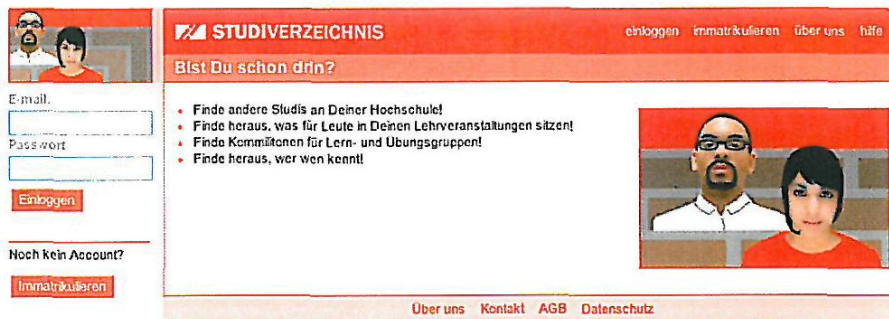 STUDIVERZEICHNIS
einloggen immatrikulieren über uns hilfe
Bist Du schon drin?
E-mail:
Passwort
Einloggen
Noch kein Account?
Immatrikulieren
Finde andere Studis an Deiner Hochschule!
Finde heraus, was für Leute in Deinen Lehrveranstaltungen sitzen!
Finde Kommilitonen für Lern- und Übungsgruppen!
Finde heraus, wer wen kennt!
Über uns Kontakt AGB Datenschutz